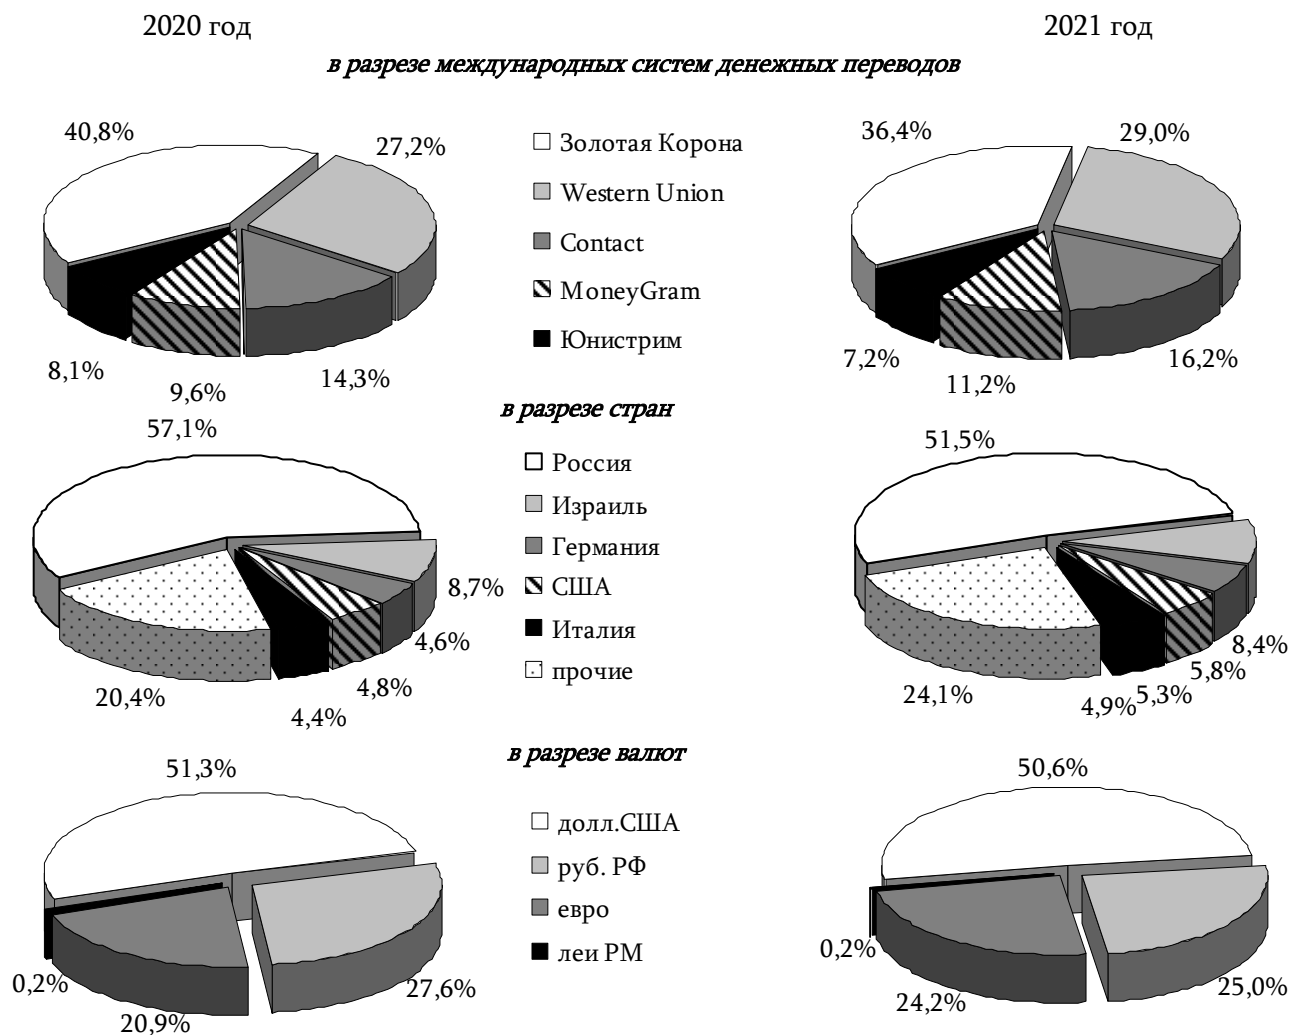 2020 год
2021 год
в разрезе международных систем денежных переводов
40,8%
27,2%
8,1%
9,6%
14,3%
Золотая Корона
Western Union
Contact
MoneyGram
Юнистрим
36,4%
29,0%
7,2%
11,2%
16,2%
в разрезе стран
57,1%
8,7%
4,6%
4,8%
4,4%
20,4%
Россия
Израиль
Германия
США
Италия
прочие
51,5%
8,4%
5,8%
5,3%
4,9%
24,1%
в разрезе валют
51,3%
0,2%
20,9%
27,6%
долл.США
руб. РФ
евро
леи РМ
50,6%
0,2%
24,2%
25,0%